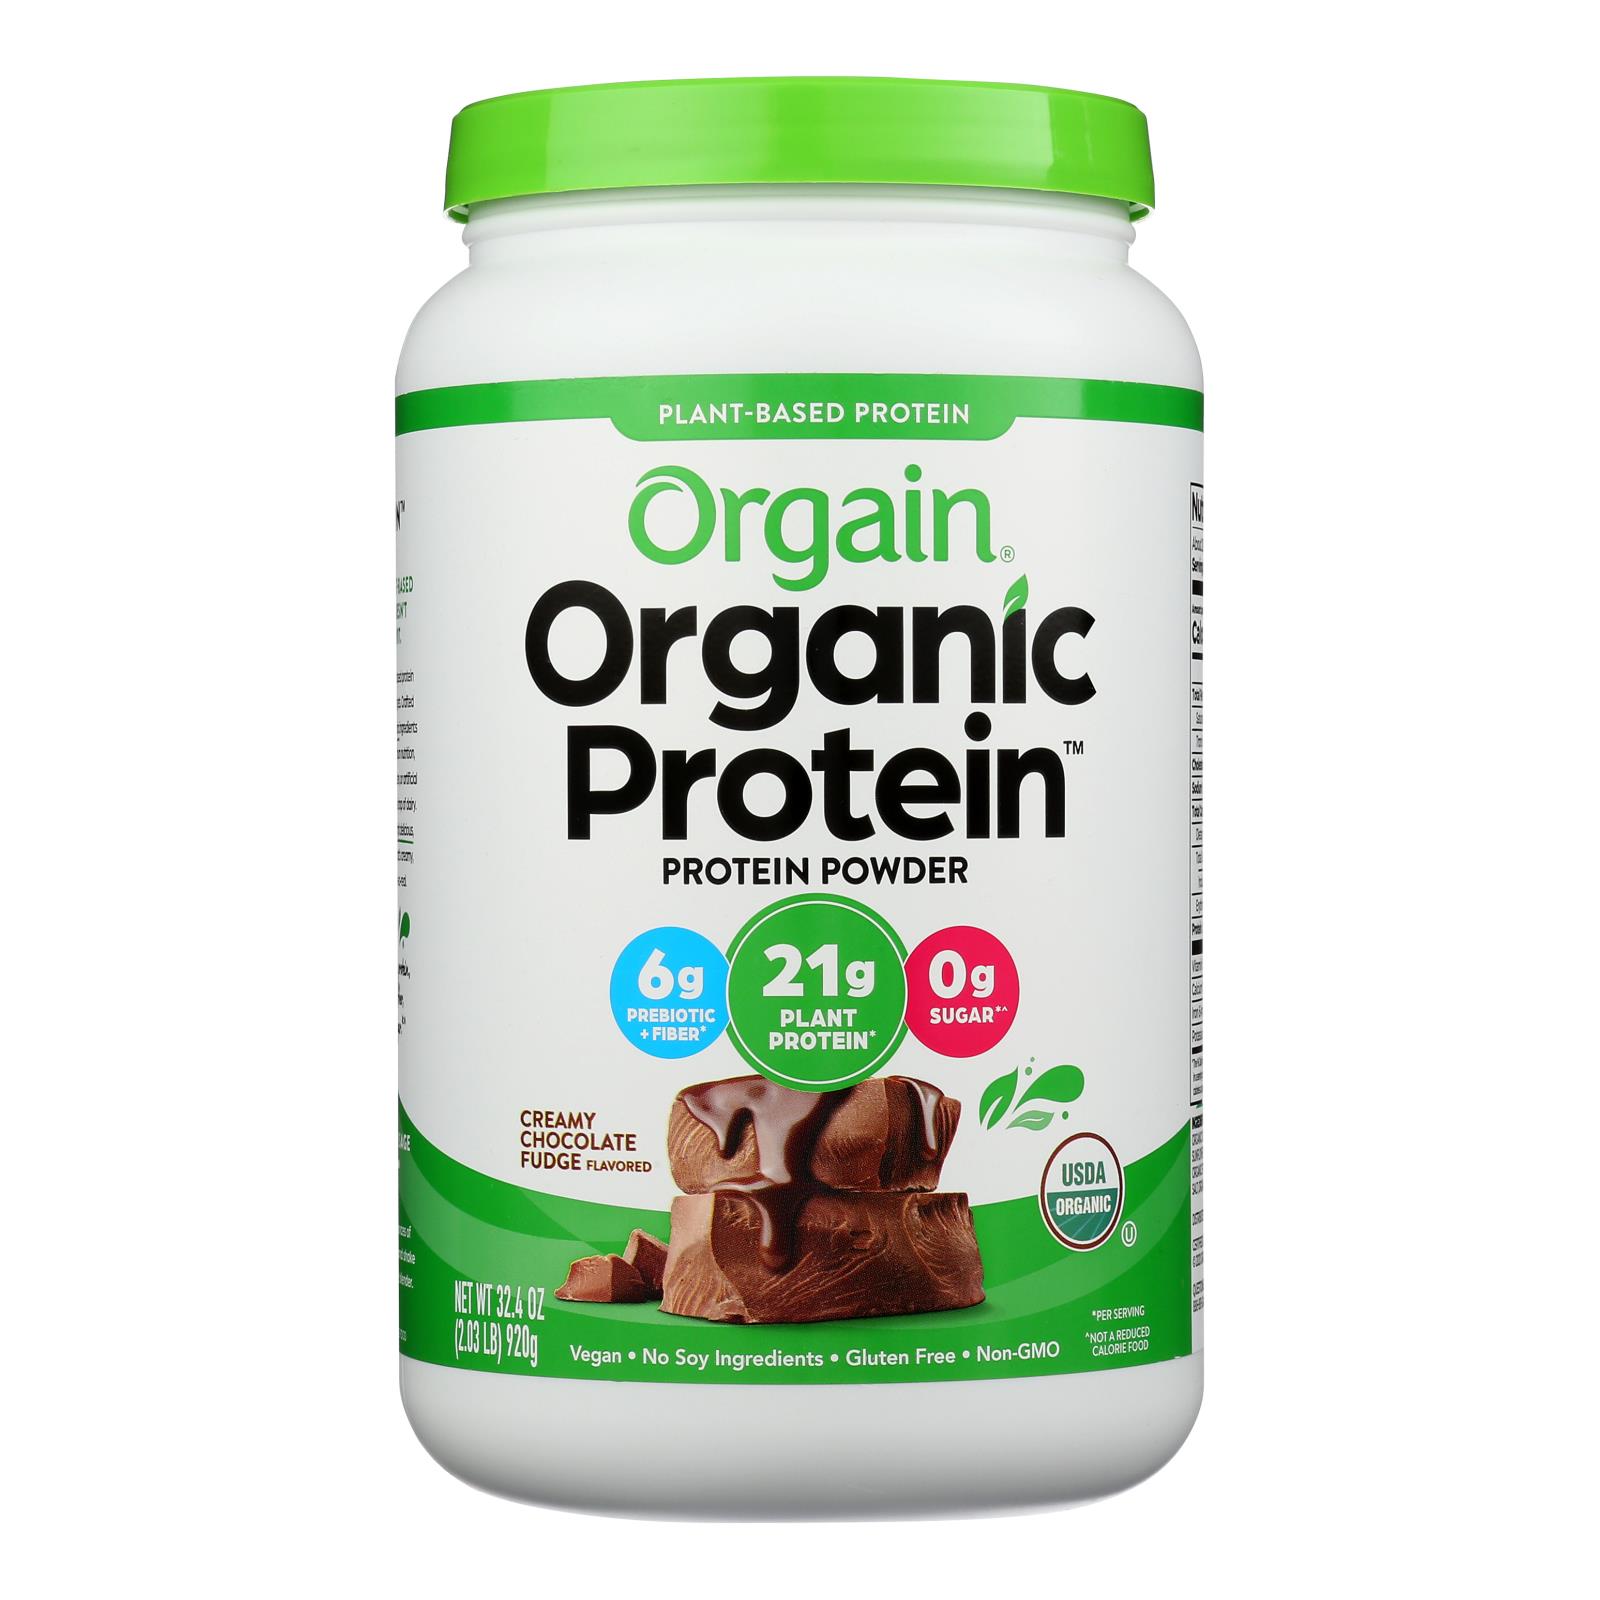 PLANT-BASED PROTEIN
Orgain®
Organic
Protein™
PROTEIN POWDER
6g
PREBIOTIC
+ FIBER*
21g
PLANT
PROTEIN*
0g
SUGAR*^
CREAMY
CHOCOLATE
FUDGE FLAVORED
USDA
ORGANIC
U
NET WT 32.4 OZ
(2.03 LB) 920g
Vegan • No Soy Ingredients • Gluten Free • Non-GMO
*PER SERVING
^NOT A REDUCED
CALORIE FOOD